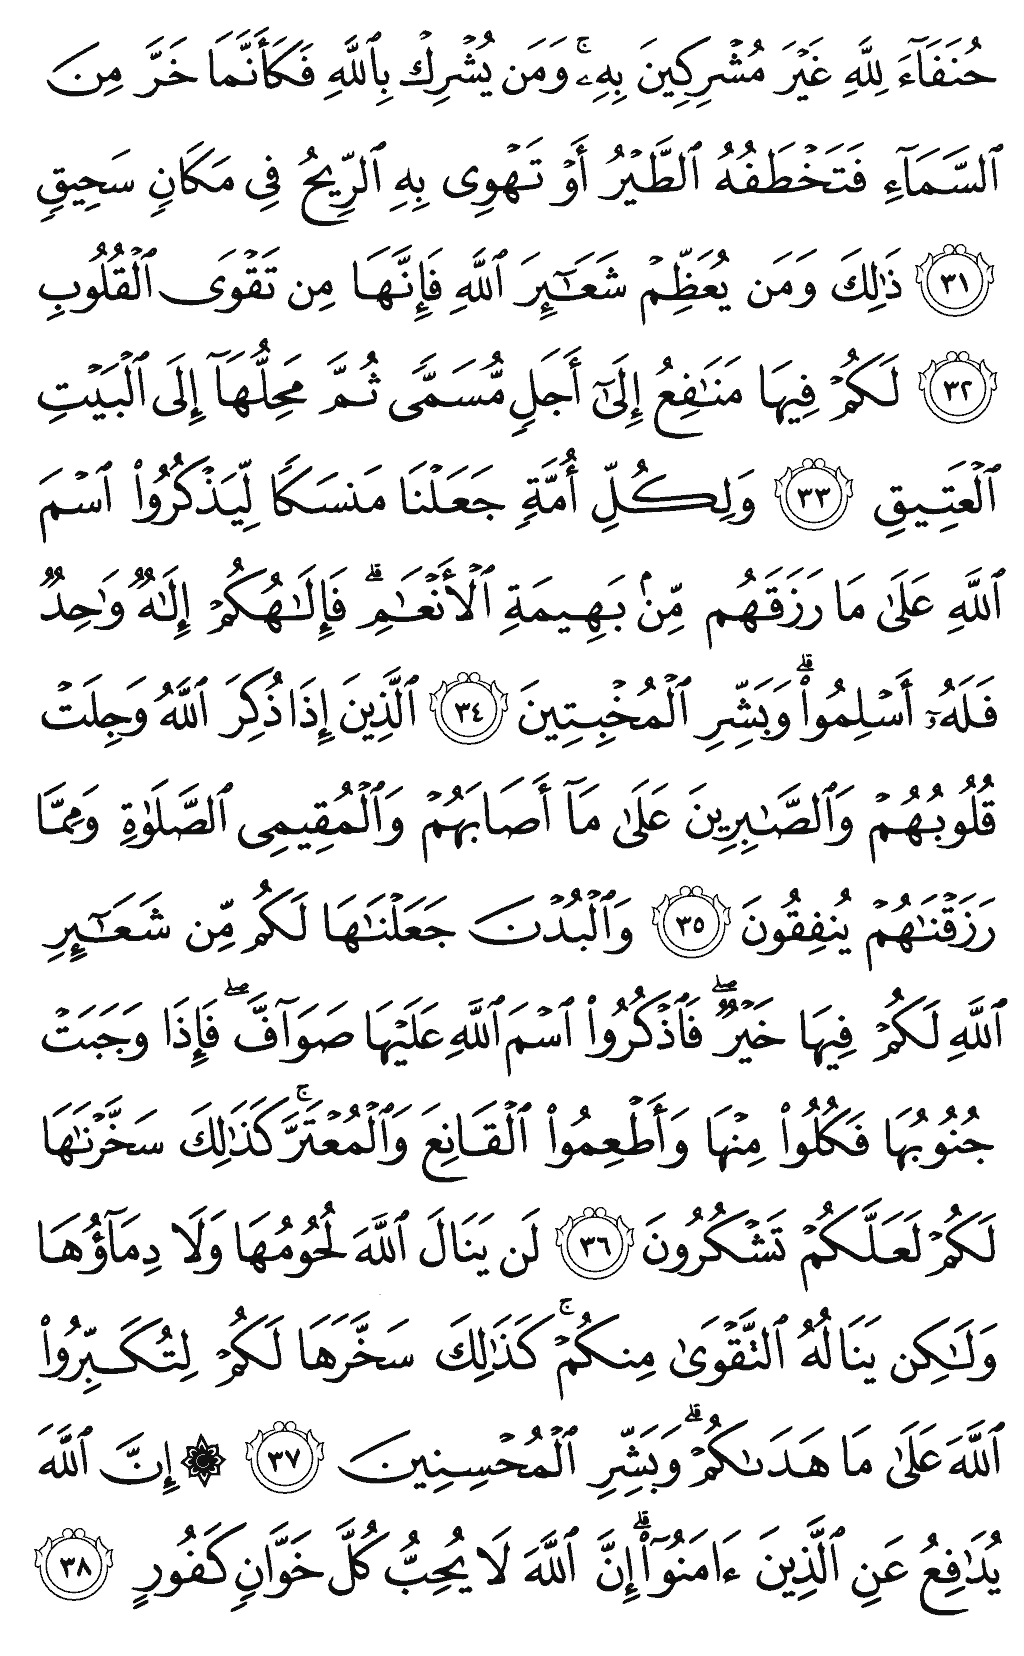 حُنَفَآءَ لِلَّهِ غَيْرَ مُشْرِكِينَ بِهِۦ ۚ وَمَن يُشْرِكْ بِٱللَّهِ فَكَأَنَّمَا خَرَّ مِنَ
ٱلسَّمَآءِ فَتَخْطَفُهُ ٱلطَّيْرُ أَوْ تَهْوِى بِهِ ٱلرِّيحُ فِى مَكَانٍ سَحِيقٍ
٣١ ذَٰلِكَ وَمَن يُعَظِّمْ شَعَـٰٓئِرَ ٱللَّهِ فَإِنَّهَا مِن تَقْوَى ٱلْقُلُوبِ
٣٢ لَكُمْ فِيهَا مَنَـٰفِعُ إِلَىٰٓ أَجَلٍ مُّسَمًّى ثُمَّ مَحِلُّهَآ إِلَى ٱلْبَيْتِ
ٱلْعَتِيقِ ٣٣ وَلِكُلِّ أُمَّةٍ جَعَلْنَا مَنسَكًا لِّيَذْكُرُوا۟ ٱسْمَ
ٱللَّهِ عَلَىٰ مَا رَزَقَهُم مِّنۢ بَهِيمَةِ ٱلْأَنْعَـٰمِ ۗ فَإِلَـٰهُكُمْ إِلَـٰهٌ وَٰحِدٌ
فَلَهُۥٓ أَسْلِمُوا۟ ۗ وَبَشِّرِ ٱلْمُخْبِتِينَ ٣٤ ٱلَّذِينَ إِذَا ذُكِرَ ٱللَّهُ وَجِلَتْ
قُلُوبُهُمْ وَٱلصَّـٰبِرِينَ عَلَىٰ مَآ أَصَابَهُمْ وَٱلْمُقِيمِى ٱلصَّلَوٰةِ وَمِمَّا
رَزَقْنَـٰهُمْ يُنفِقُونَ ٣٥ وَٱلْبُدْنَ جَعَلْنَـٰهَا لَكُم مِّن شَعَـٰٓئِرِ
ٱللَّهِ لَكُمْ فِيهَا خَيْرٌ ۖ فَٱذْكُرُوا۟ ٱسْمَ ٱللَّهِ عَلَيْهَا صَوَآفَّ ۖ فَإِذَا وَجَبَتْ
جُنُوبُهَا فَكُلُوا۟ مِنْهَا وَأَطْعِمُوا۟ ٱلْقَانِعَ وَٱلْمُعْتَرَّ ۚ كَذَٰلِكَ سَخَّرْنَـٰهَا
لَكُمْ لَعَلَّكُمْ تَشْكُرُونَ ٣٦ لَن يَنَالَ ٱللَّهَ لُحُومُهَا وَلَا دِمَآؤُهَا
وَلَـٰكِن يَنَالُهُ ٱلتَّقْوَىٰ مِنكُمْ ۚ كَذَٰلِكَ سَخَّرَهَا لَكُمْ لِتُكَبِّرُوا۟
ٱللَّهَ عَلَىٰ مَا هَدَىٰكُمْ ۗ وَبَشِّرِ ٱلْمُحْسِنِينَ ٣٧ ۞ إِنَّ ٱللَّهَ
يُدَٰفِعُ عَنِ ٱلَّذِينَ ءَامَنُوٓا۟ ۗ إِنَّ ٱللَّهَ لَا يُحِبُّ كُلَّ خَوَّانٍ كَفُورٍ ٣٨